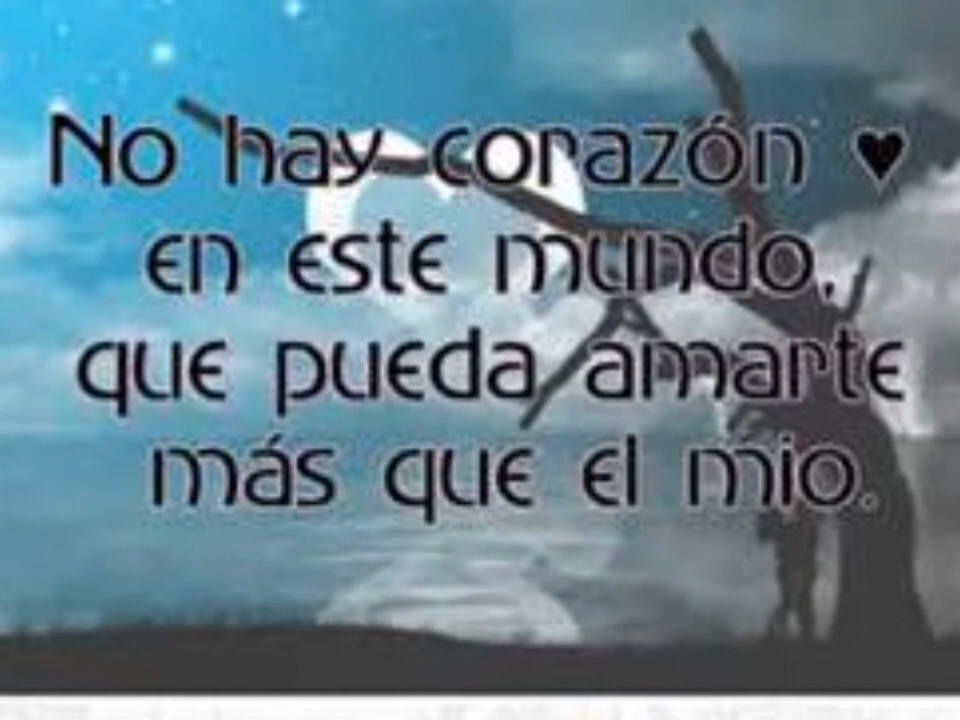 No hay corazón ♥
en este mundo,
que pueda amarte
más que el mio.